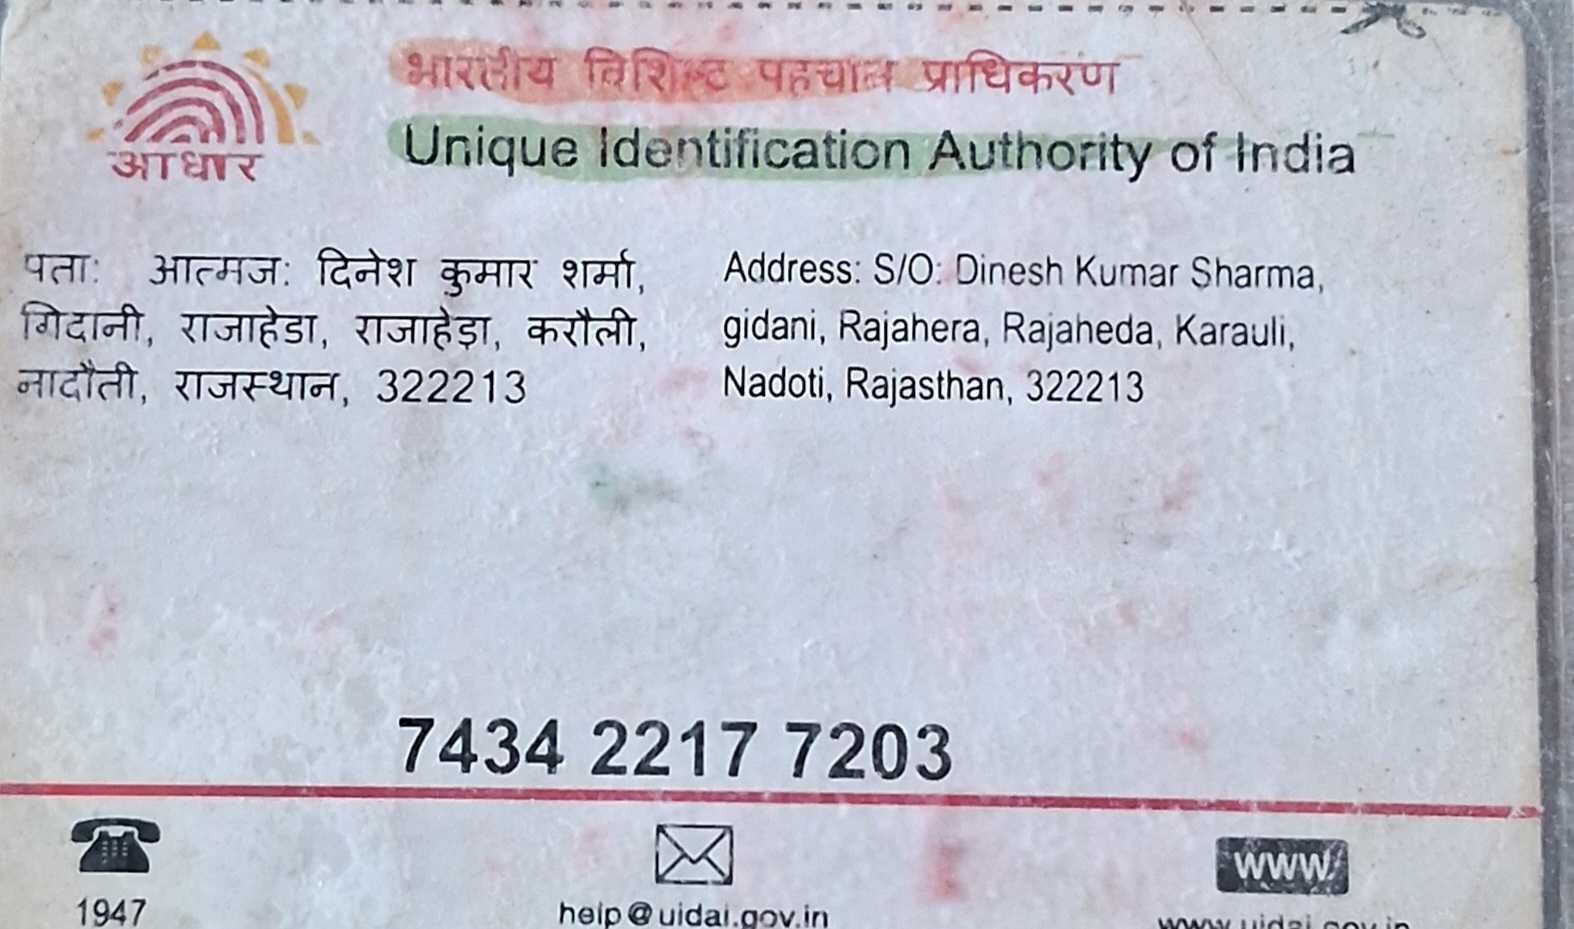 आधार
भारतीय विशिष्ट पहचान प्राधिकरण
Unique Identification Authority of India
पता: आत्मज: दिनेश कुमार शर्मा,
गिदानी, राजाहेडा, राजाहेड़ा, करौली,
नादौती, राजस्थान, 322213
Address: S/O: Dinesh Kumar Sharma,
gidani, Rajahera, Rajaheda, Karauli,
Nadoti, Rajasthan, 322213
7434 2217 7203
1947
help@uidai.gov.in
WWW
www.uidai.gov.in